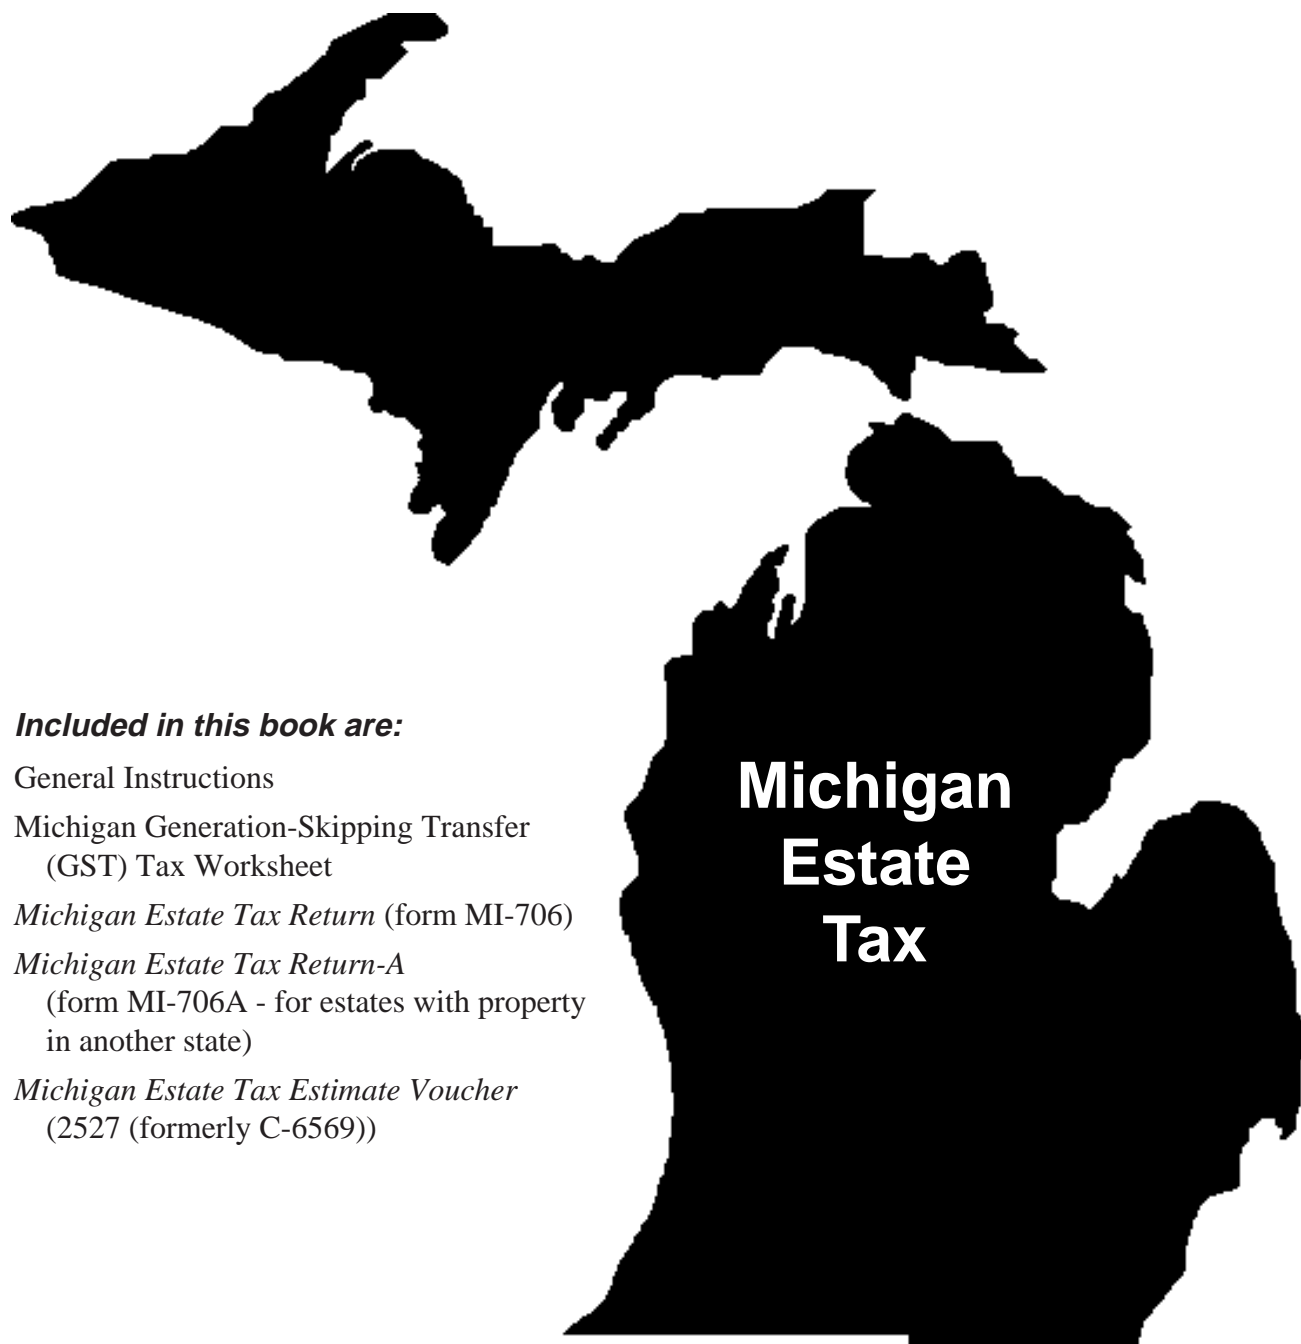 Included in this book are:
General Instructions
Michigan Generation-Skipping Transfer
(GST) Tax Worksheet
Michigan Estate Tax Return (form MI-706)
Michigan Estate Tax Return-A
(form MI-706A - for estates with property
in another state)
Michigan Estate Tax Estimate Voucher
(2527 (formerly C-6569))
Michigan
Estate
Tax